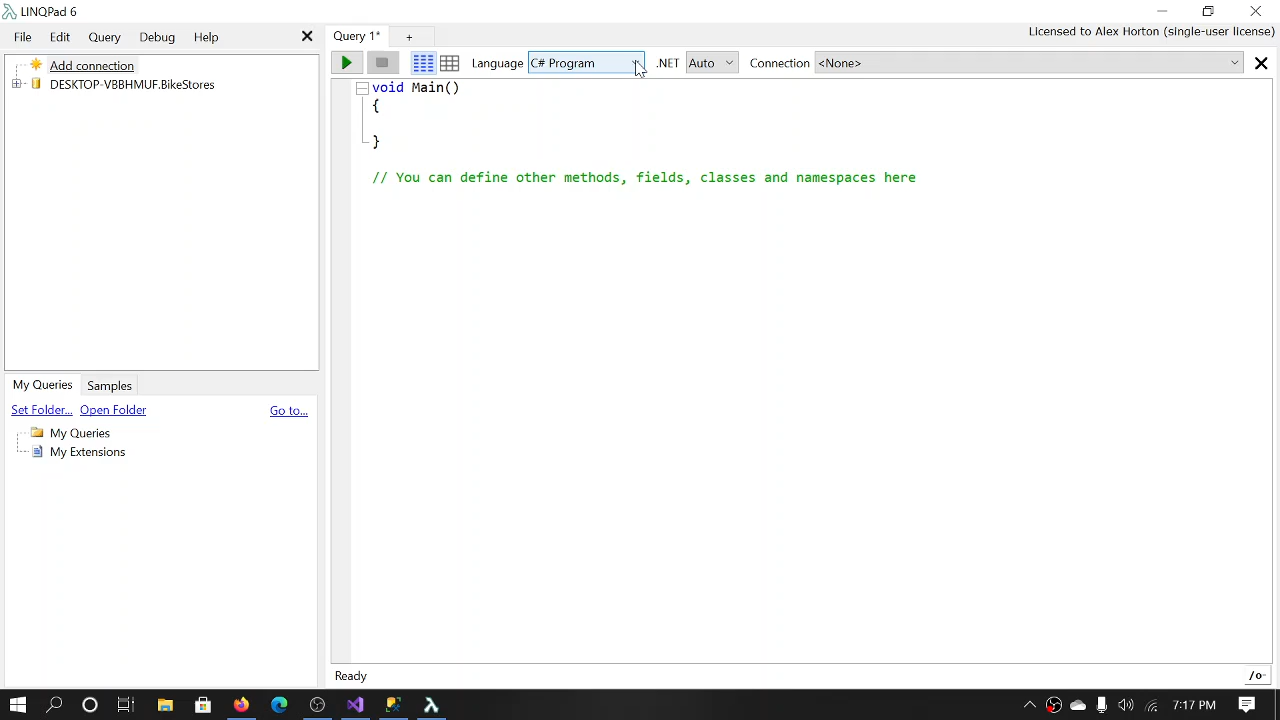 LINQPad 6
File Edit Query Debug Help
Query 1* +
Licensed to Alex Horton (single-user license)
Add connection
DESKTOP-VBBHMUF.BikeStores
Language C# Program .NET Auto Connection <None>
void Main()
{
}
// You can define other methods, fields, classes and namespaces here
My Queries Samples
Set Folder... Open Folder Go to...
My Queries
My Extensions
Ready
/o-
7:17 PM